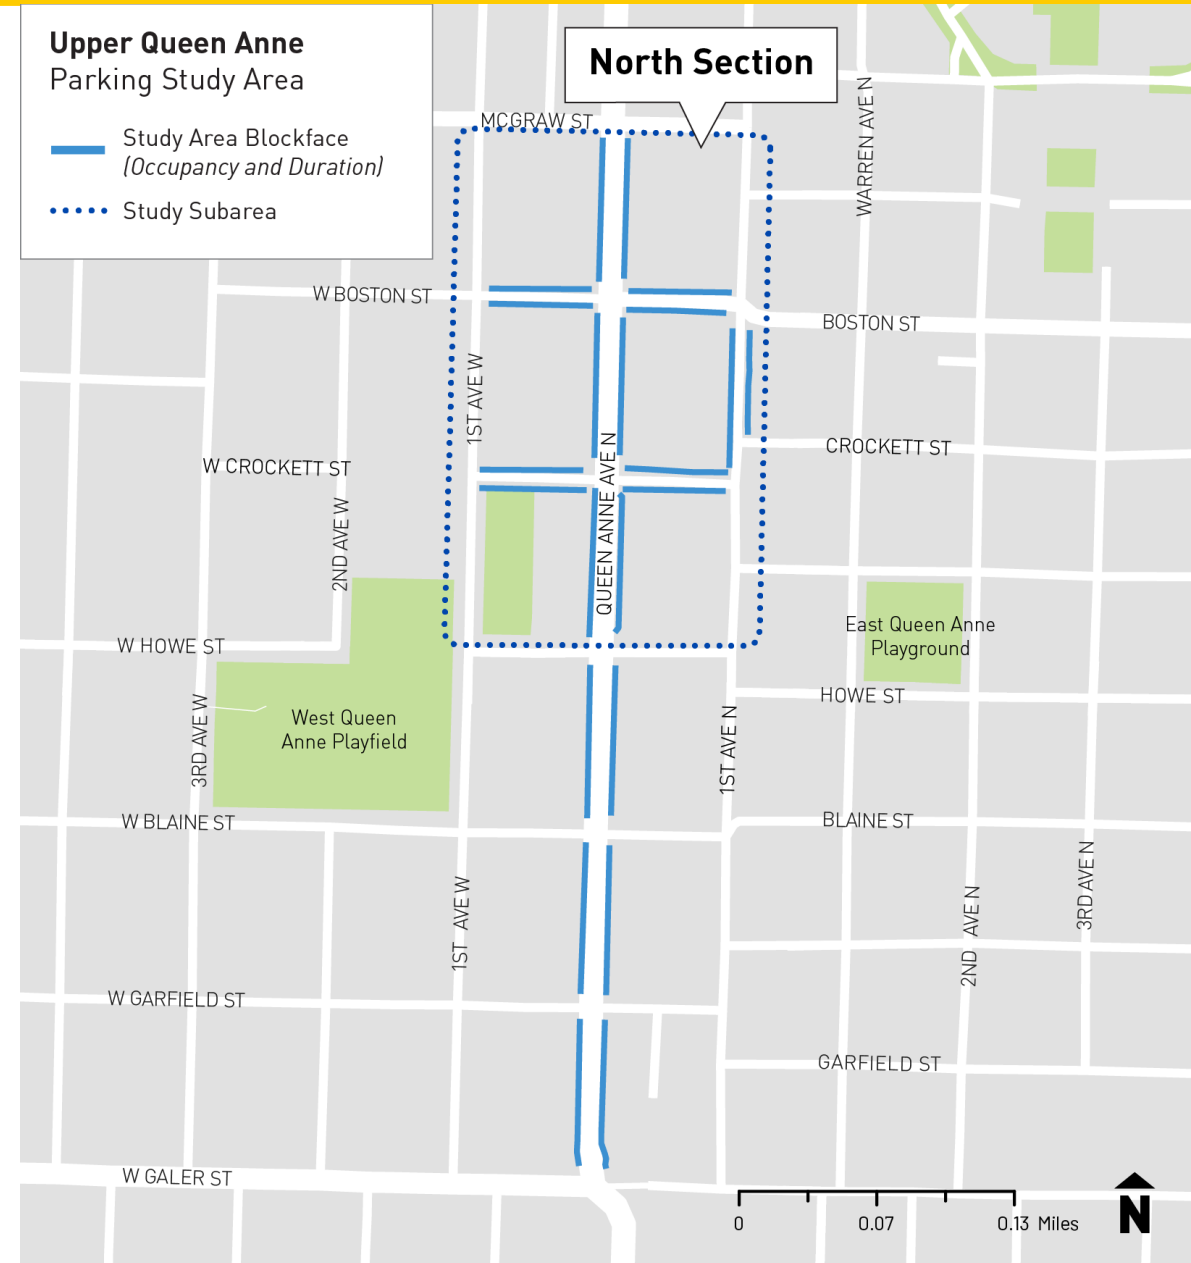 Upper Queen Anne
Parking Study Area
Study Area Blockface
(Occupancy and Duration)
Study Subarea
North Section
MCGRAW ST
WARREN AVE N
W BOSTON ST
BOSTON ST
1ST AVE W
QUEEN ANNE AVE N
W CROCKETT ST
CROCKETT ST
2ND AVE W
W HOWE ST
East Queen Anne
Playground
HOWE ST
3RD AVE W
West Queen
Anne Playfield
1ST AVE N
W BLAINE ST
BLAINE ST
1ST AVE W
2ND AVE N
3RD AVE N
W GARFIELD ST
GARFIELD ST
W GALER ST
0 0.07 0.13 Miles
N